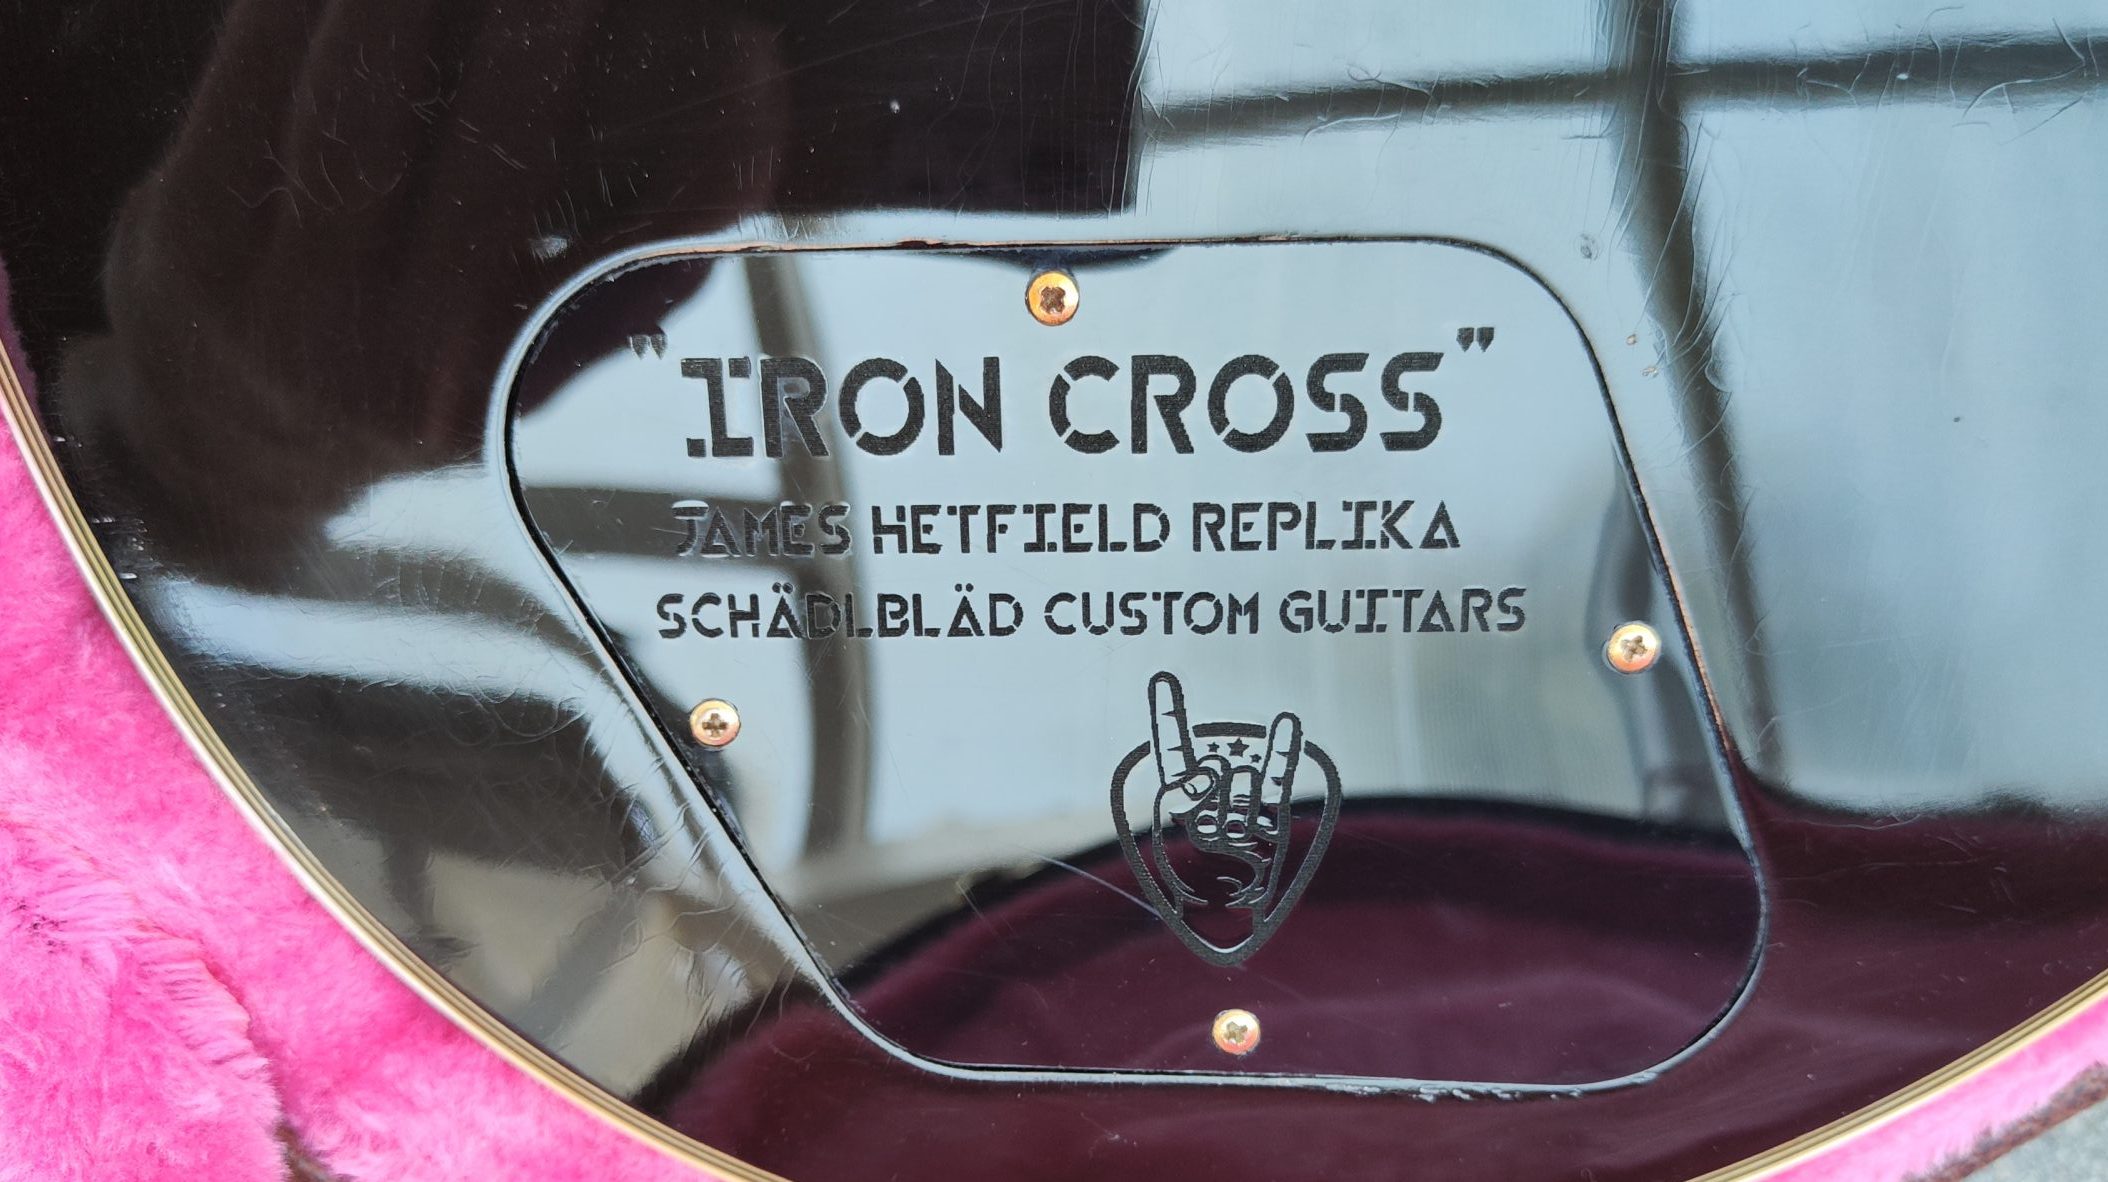 "IRON CROSS"
JAMES HETFIELD REPLIKA
SCHÄDLBLÄD CUSTOM GUITARS